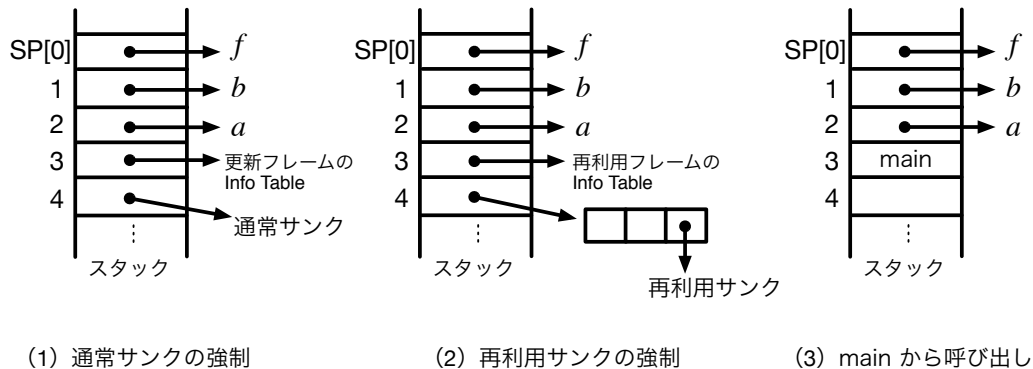 SP[0]
f
1
b
2
a
3
更新フレームの
Info Table
4
通常サンク
⋮
スタック
(1)通常サンクの強制
SP[0]
f
1
b
2
a
3
再利用フレームの
Info Table
4
⋮
スタック
再利用サンク
(2)再利用サンクの強制
SP[0]
f
1
b
2
a
3
main
4
⋮
スタック
(3)main から呼び出し